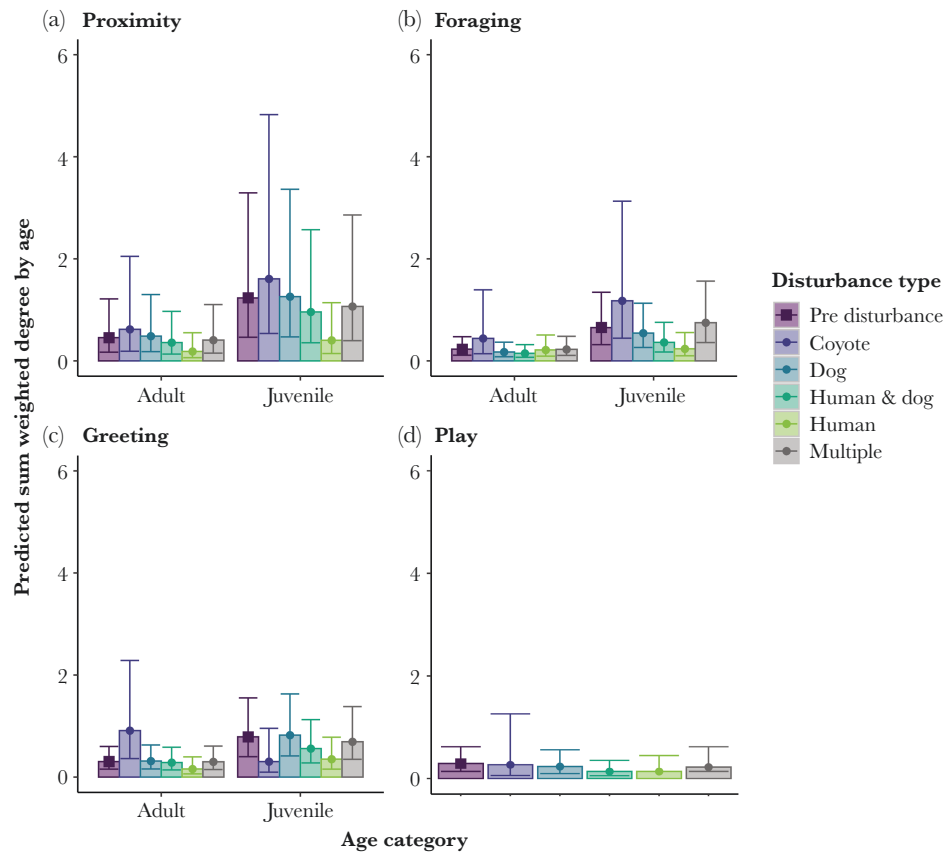 (a) Proximity
(b) Foraging
Predicted sum weighted degree by age
6
4
2
0
Adult
Juvenile
6
4
2
0
Adult
Juvenile
Disturbance type
Pre disturbance
Coyote
Dog
Human & dog
Human
Multiple
(c) Greeting
(d) Play
6
4
2
0
Adult
Juvenile
6
4
2
0
Age category